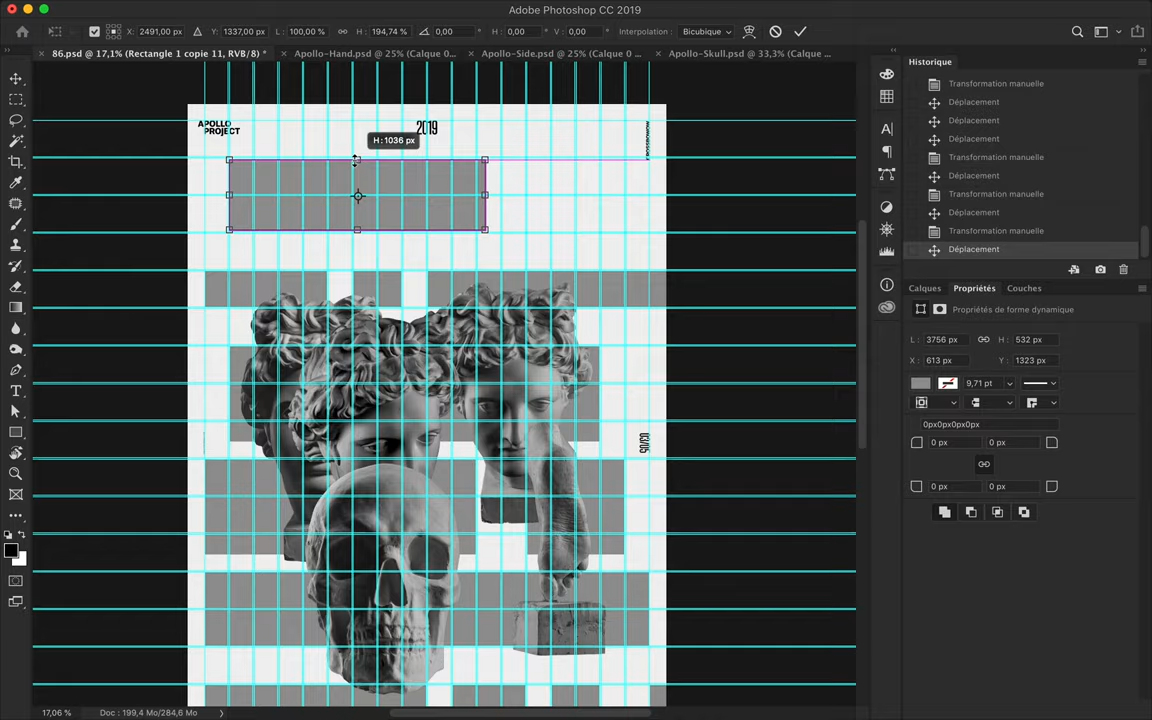 Adobe Photoshop CC 2019
X: 2491,00 px Y: 1337,00 px L: 100,00 % H: 194,74 % 0,00 ° H: 0,00 ° V: 0,00 ° Interpolation : Bicubique
86.psd @ 17,1% (Rectangle 1 copie 11, RVB/8) * Apollo-Hand.psd @ 25% (Calque 0 ... Apollo-Side.psd @ 25% (Calque 0 ... Apollo-Skull.psd @ 33,3% (Calque ...
APOLLO
PROJECT
2019
H : 1036 px
03/05
Historique
Transformation manuelle
Déplacement
Déplacement
Déplacement
Transformation manuelle
Déplacement
Transformation manuelle
Déplacement
Transformation manuelle
Déplacement
Calques Propriétés Couches
Propriétés de forme dynamique
L : 3756 px H : 532 px
X : 613 px Y : 1323 px
9,71 pt
0px0px0px0px
0 px 0 px
0 px 0 px
17,06 % Doc : 199,4 Mo/284,6 Mo